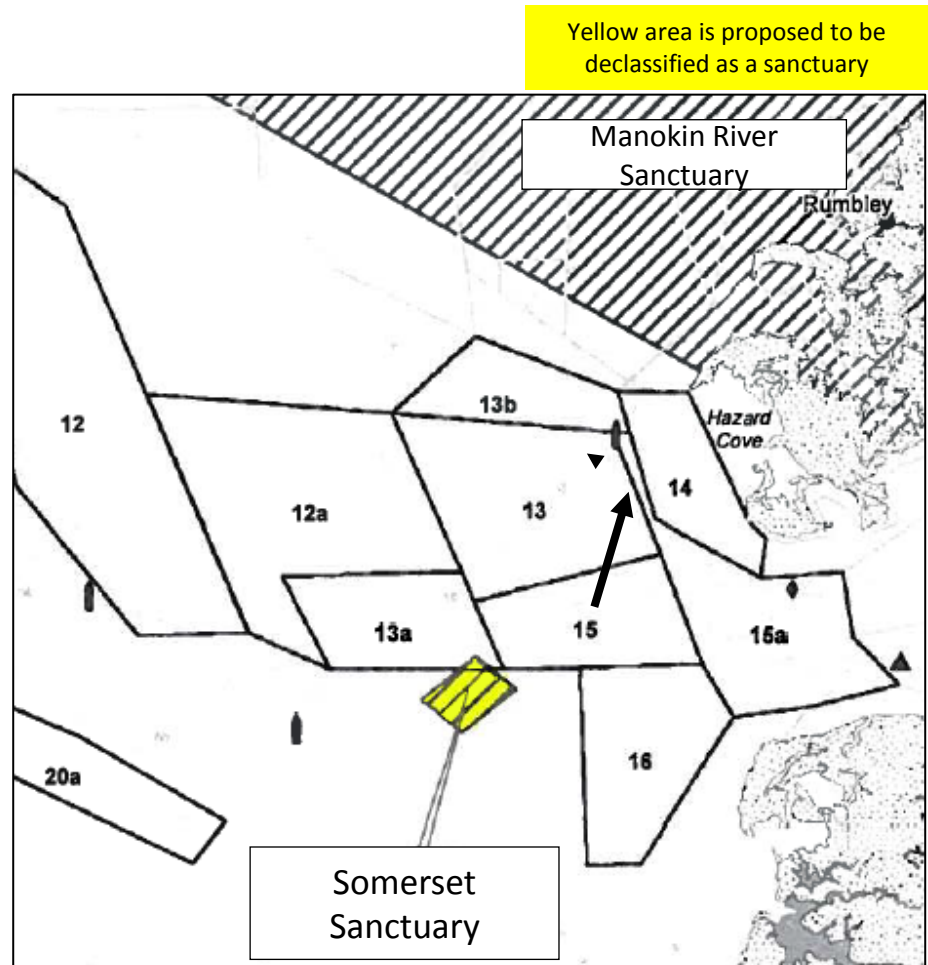 Yellow area is proposed to be
declassified as a sanctuary
Manokin River
Sanctuary
Rumbley
12
13b
Hazard
Cove
14
12a
13
13a
15
15a
16
20a
Somerset
Sanctuary